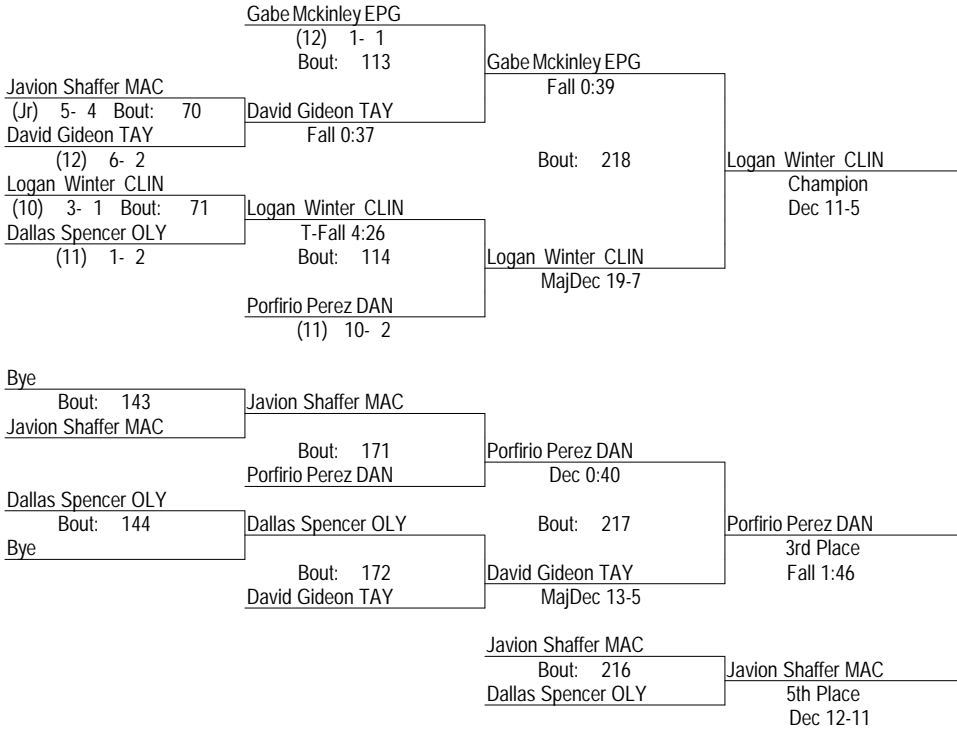 Gabe Mckinley EPG
(12) 1- 1
Bout: 113
Gabe Mckinley EPG
Fall 0:39
Javion Shaffer MAC
(Jr) 5- 4 Bout: 70
David Gideon TAY
David Gideon TAY
Fall 0:37
(12) 6- 2
Bout: 218
Logan Winter CLIN
Champion
Dec 11-5
Logan Winter CLIN
(10) 3- 1 Bout: 71
Logan Winter CLIN
T-Fall 4:26
Dallas Spencer OLY
(11) 1- 2
Bout: 114
Logan Winter CLIN
MajDec 19-7
Porfirio Perez DAN
(11) 10- 2
Bye
Bout: 143
Javion Shaffer MAC
Javion Shaffer MAC
Bout: 171
Porfirio Perez DAN
Porfirio Perez DAN
Dec 0:40
Dallas Spencer OLY
Bout: 144
Dallas Spencer OLY
Bout: 217
Porfirio Perez DAN
3rd Place
Fall 1:46
Bye
Bout: 172
David Gideon TAY
David Gideon TAY
MajDec 13-5
Javion Shaffer MAC
Bout: 216
Javion Shaffer MAC
Dallas Spencer OLY
5th Place
Dec 12-11